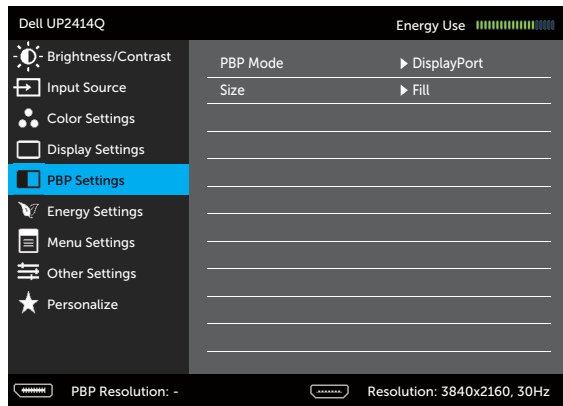 Dell UP2414Q Energy Use
Brightness/Contrast
PBP Mode DisplayPort
Input Source
Size Fill
Color Settings
Display Settings
PBP Settings
Energy Settings
Menu Settings
Other Settings
Personalize
PBP Resolution: - Resolution: 3840x2160, 30Hz